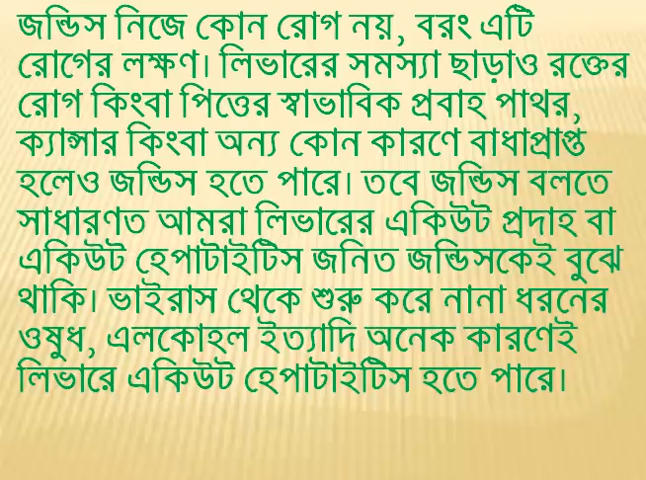 জন্ডিস নিজে কোন রোগ নয়, বরং এটি
রোগের লক্ষণ। লিভারের সমস্যা ছাড়াও রক্তের
রোগ কিংবা পিত্তের স্বাভাবিক প্রবাহ পাথর,
ক্যান্সার কিংবা অন্য কোন কারণে বাধাপ্রাপ্ত
হলেও জন্ডিস হতে পারে। তবে জন্ডিস বলতে
সাধারণত আমরা লিভারের একিউট প্রদাহ বা
একিউট হেপাটাইটিস জনিত জন্ডিসকেই বুঝে
থাকি। ভাইরাস থেকে শুরু করে নানা ধরনের
ওষুধ, এলকোহল ইত্যাদি অনেক কারণেই
লিভারে একিউট হেপাটাইটিস হতে পারে।